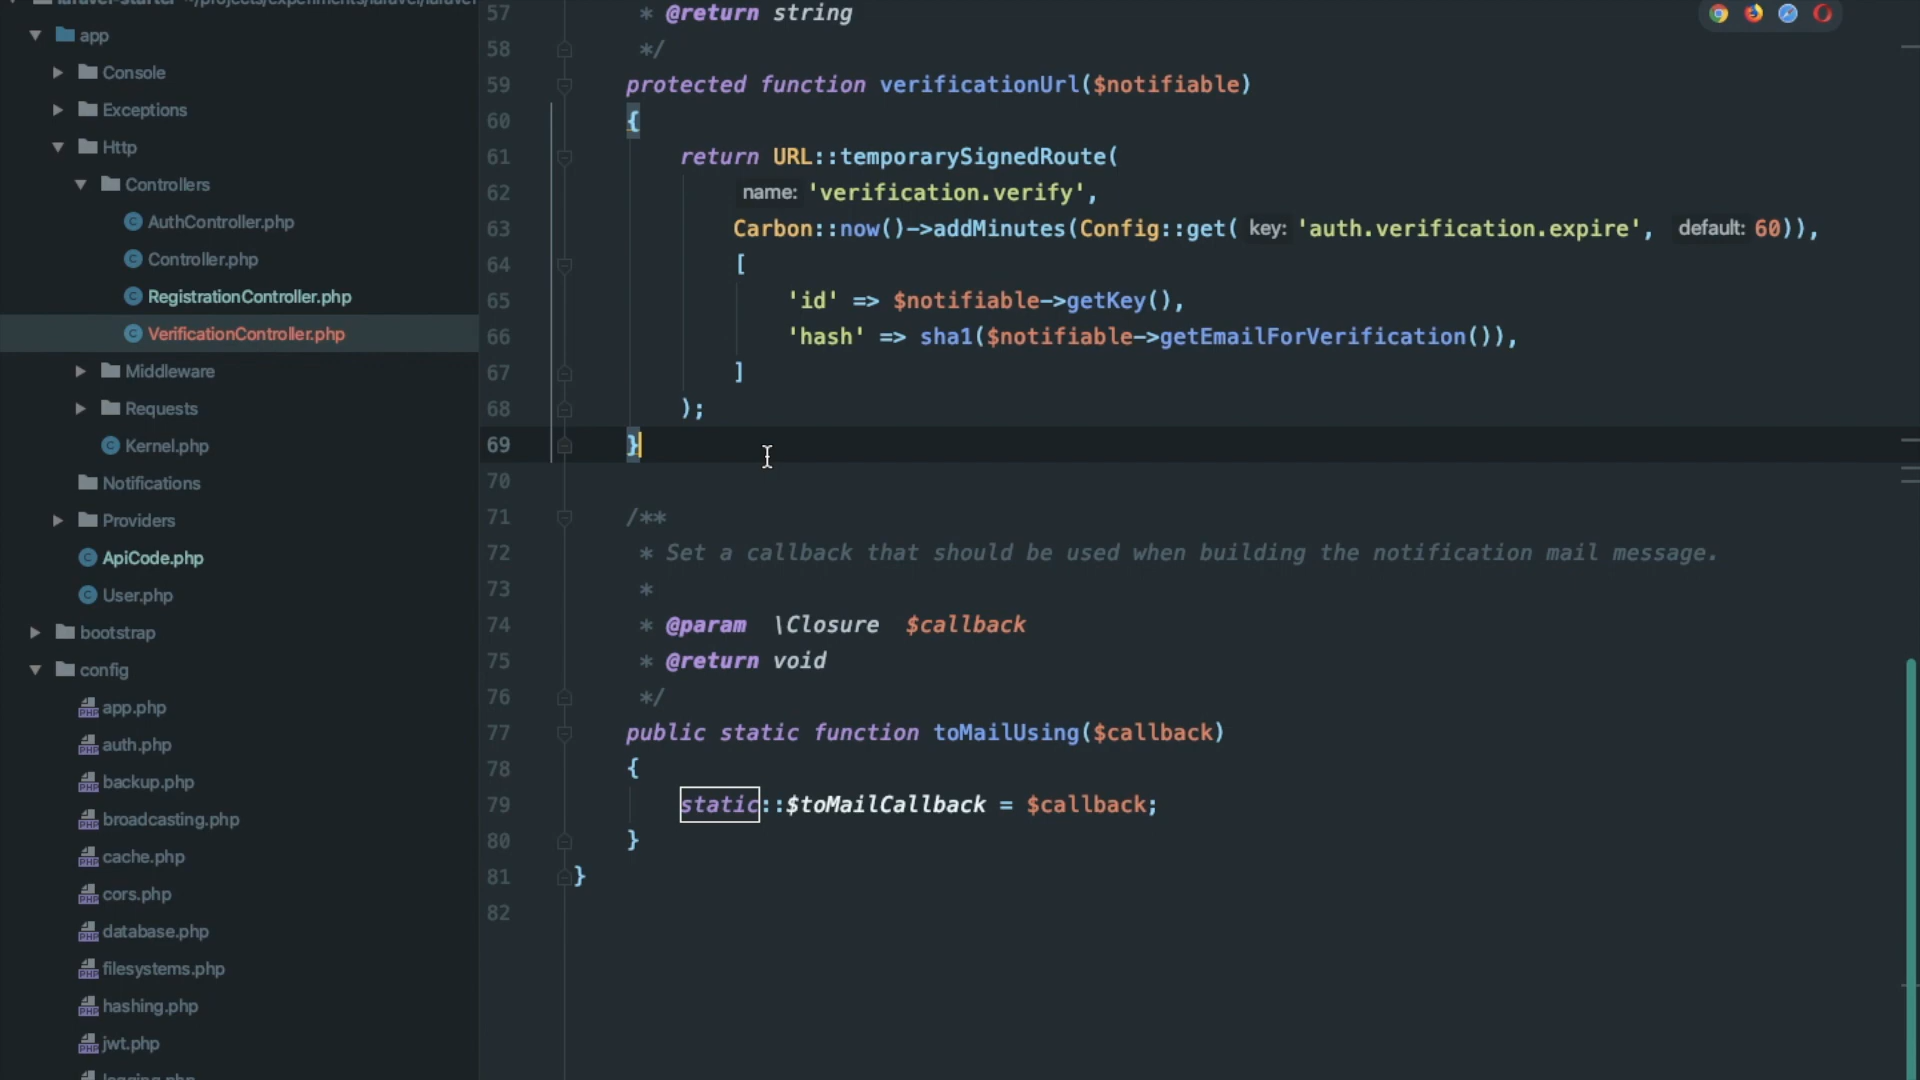 app
Console
Exceptions
Http
Controllers
AuthController.php
Controller.php
RegistrationController.php
VerificationController.php
Middleware
Requests
Kernel.php
Notifications
Providers
ApiCode.php
User.php
bootstrap
config
app.php
auth.php
backup.php
broadcasting.php
cache.php
cors.php
database.php
filesystems.php
hashing.php
jwt.php
57 * @return string
58 */
59 protected function verificationUrl($notifiable)
60 {
61 return URL::temporarySignedRoute(
62 name: 'verification.verify',
63 Carbon::now()->addMinutes(Config::get( key: 'auth.verification.expire', default: 60)),
64 [
65 'id' => $notifiable->getKey(),
66 'hash' => sha1($notifiable->getEmailForVerification()),
67 ]
68 );
69 }
70
71 /**
72 * Set a callback that should be used when building the notification mail message.
73 *
74 * @param \Closure $callback
75 * @return void
76 */
77 public static function toMailUsing($callback)
78 {
79 static::$toMailCallback = $callback;
80 }
81 }
82